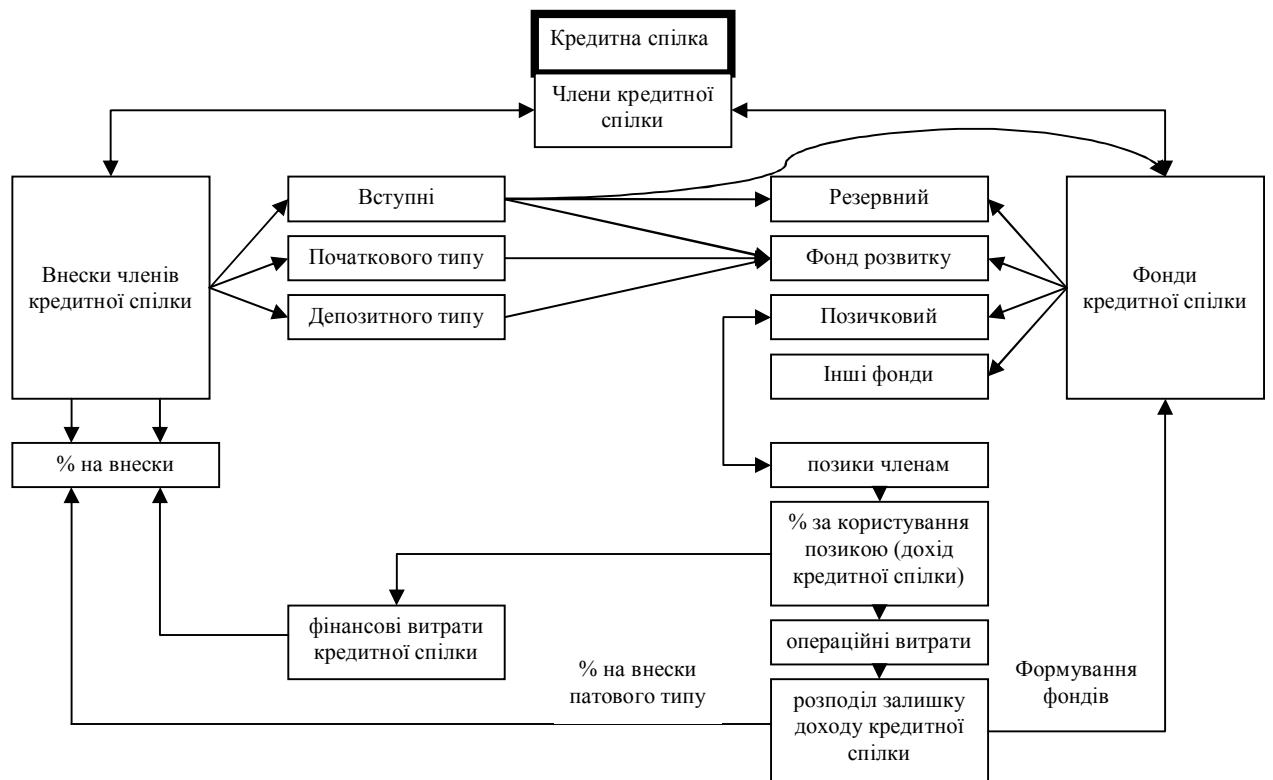 Кредитна спілка
Члени кредитної
спілки
Внески членів
кредитної спілки
Вступні
Початкового типу
Депозитного типу
Резервний
Фонд розвитку
Позичковий
Інші фонди
Фонди
кредитної спілки
% на внески
позики членам
% за користування
позикою (дохід
кредитної спілки)
фінансові витрати
кредитної спілки
операційні витрати
% на внески
патового типу
розподіл залишку
доходу кредитної
спілки
Формування
фондів